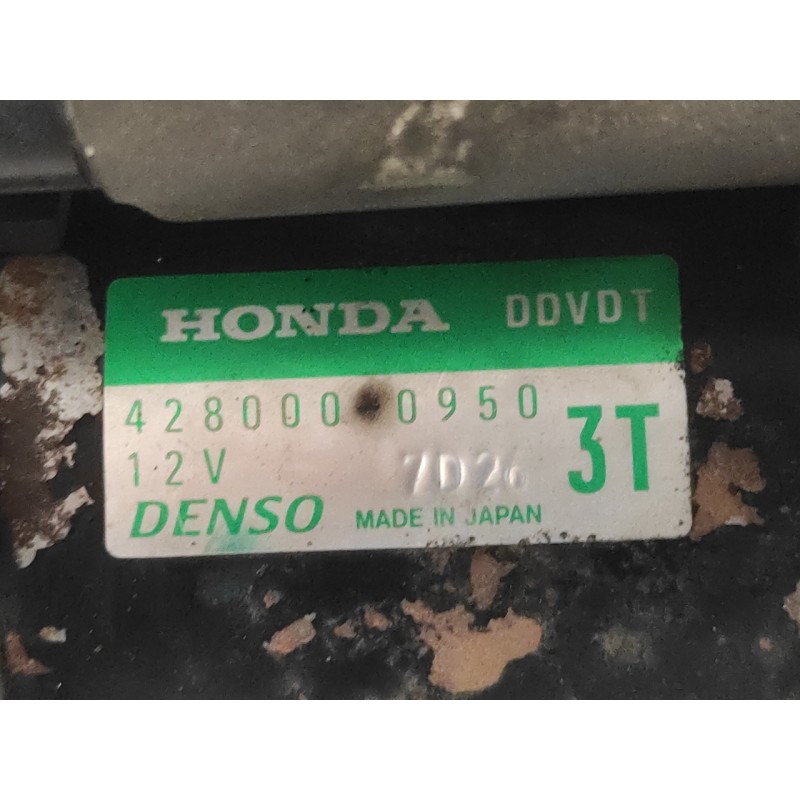 HONDA DDVDT
428000-0950
12V 7D26 3T
DENSO MADE IN JAPAN